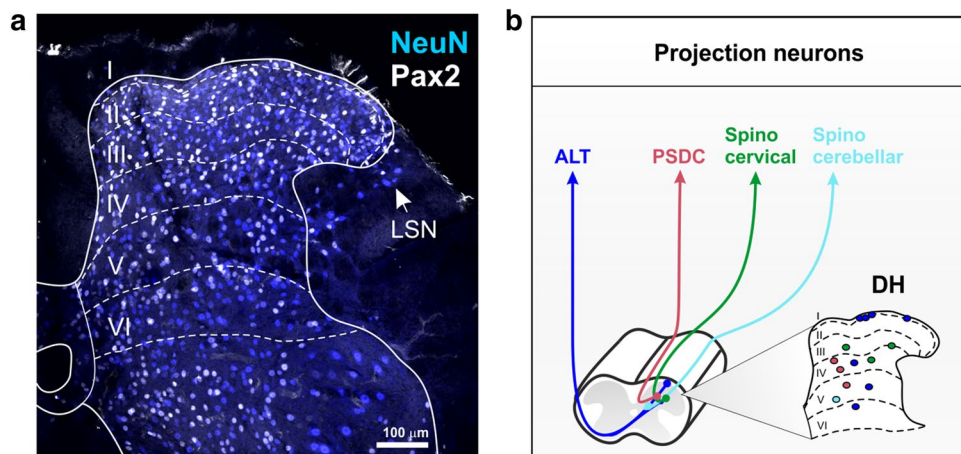 a
NeuN
Pax2
I
II
III
IV
V
VI
LSN
100 µm
b
Projection neurons
ALT
PSDC
Spino
cervical
Spino
cerebellar
DH
I
II
III
IV
V
VI